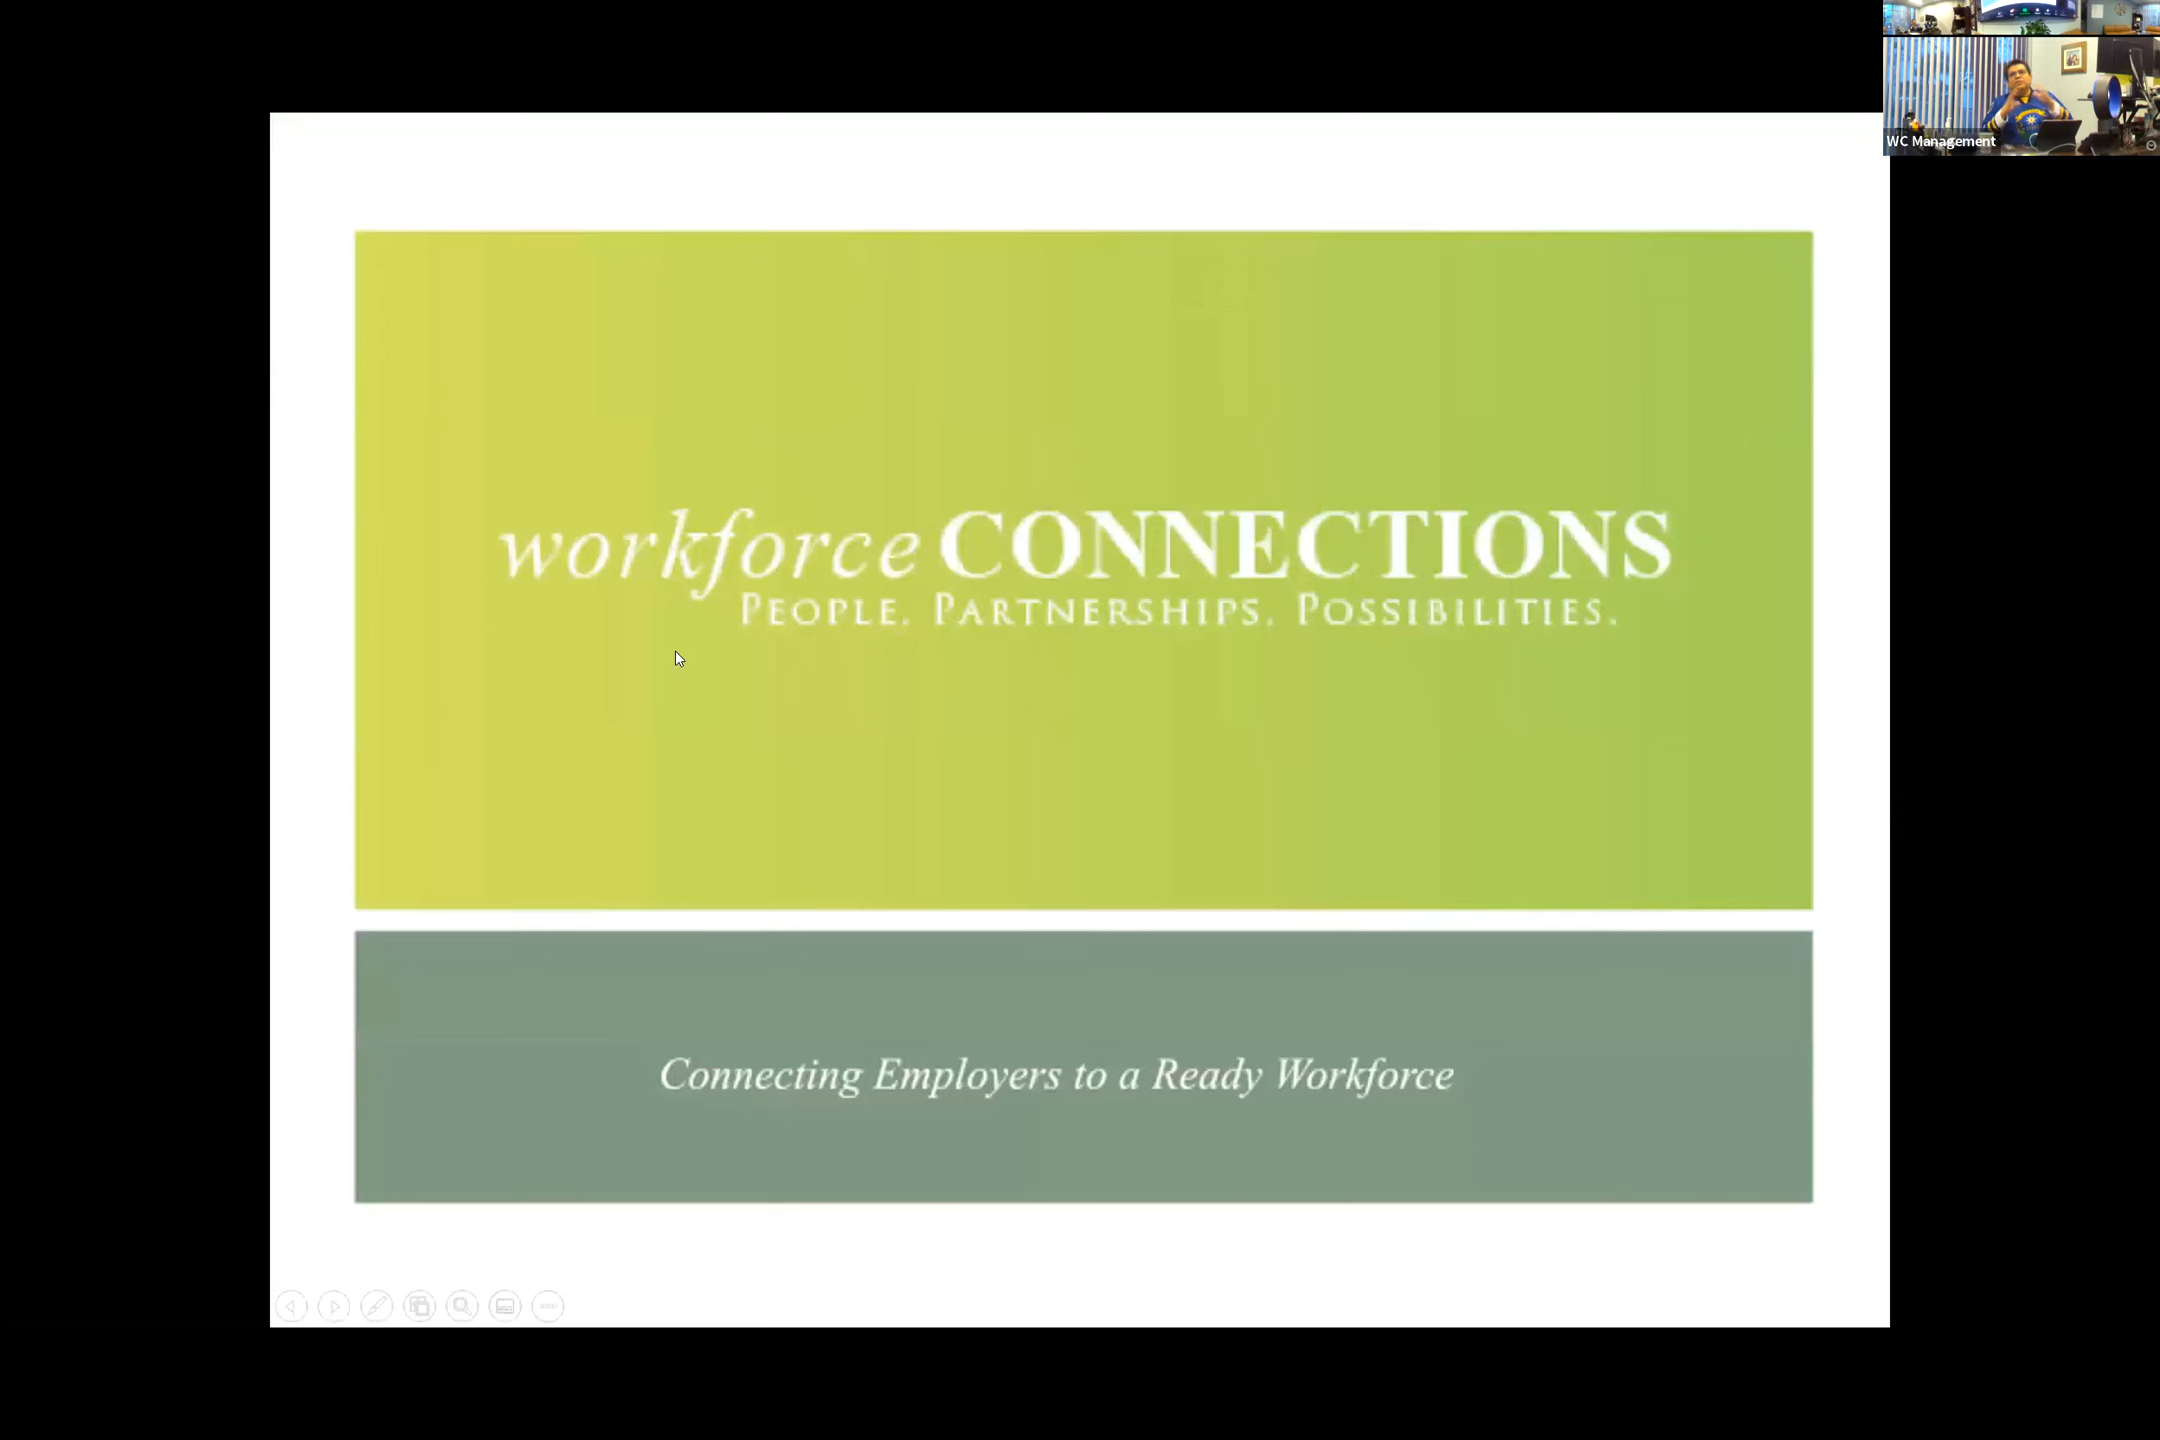 WC Management
workforce CONNECTIONS
PEOPLE. PARTNERSHIPS. POSSIBILITIES.
Connecting Employers to a Ready Workforce